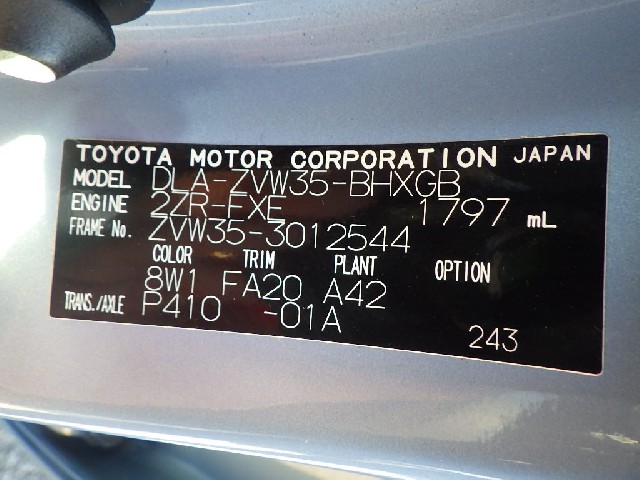 TOYOTA MOTOR CORPORATION JAPAN
MODEL DLA-ZVW35-BHXGB
ENGINE 2ZR-FXE 1797 mL
FRAME No. ZVW35-3012544
COLOR TRIM PLANT OPTION
8W1 FA20 A42
TRANS./AXLE P410 -01A
243